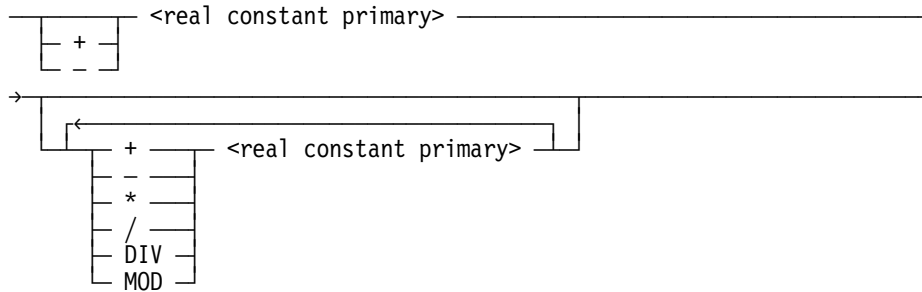 <real constant primary>
+
-
+ <real constant primary>
-
*
/
DIV
MOD